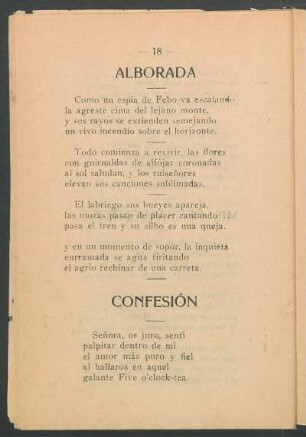 — 18 —
ALBORADA
Como un espía de Febo va escalando
la agreste cima del lejano monte,
y sus rayos se extienden semejando
un vivo incendio sobre el horizonte.
Todo comienza a revivir, las flores
con guirnaldas de alfójar coronadas
al sol saludan, y los ruiseñores
elevan sus canciones sublimadas.
El labriego sus bueyes apareja,
las mozas pasan de placer cantando
pasa el tren y su silbo es una queja.
y en un momento de sopor, la inquieta
enrramada se agita tiritando
el agrio rechinar de una carreta.
CONFESIÓN
Señora, os juro, sentí
palpitar dentro de mí
el amor más puro y fiel
al hallaros en aquel
galante Five o'clock-tea.